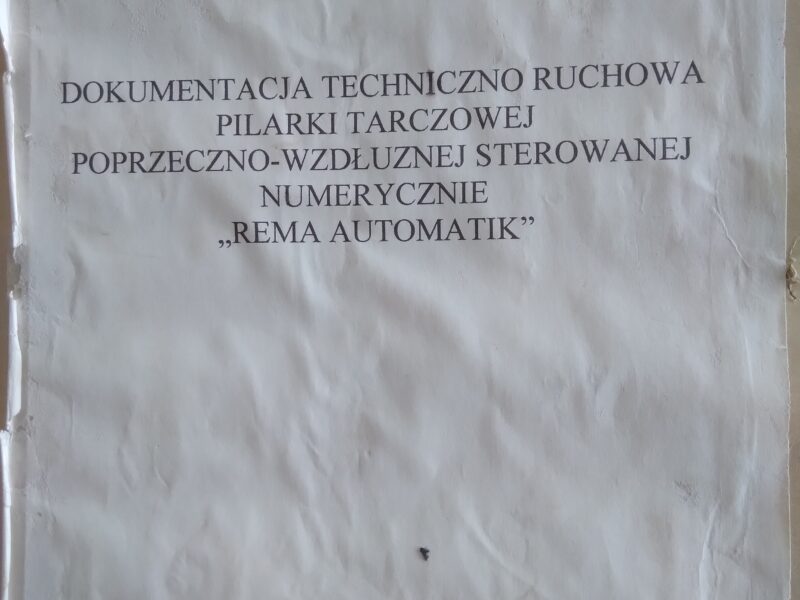 DOKUMENTACJA TECHNICZNO RUCHOWA
PILARKI TARCZOWEJ
POPRZECZNO-WZDŁUZNEJ STEROWANEJ
NUMERYCZNIE
„REMA AUTOMATIK”